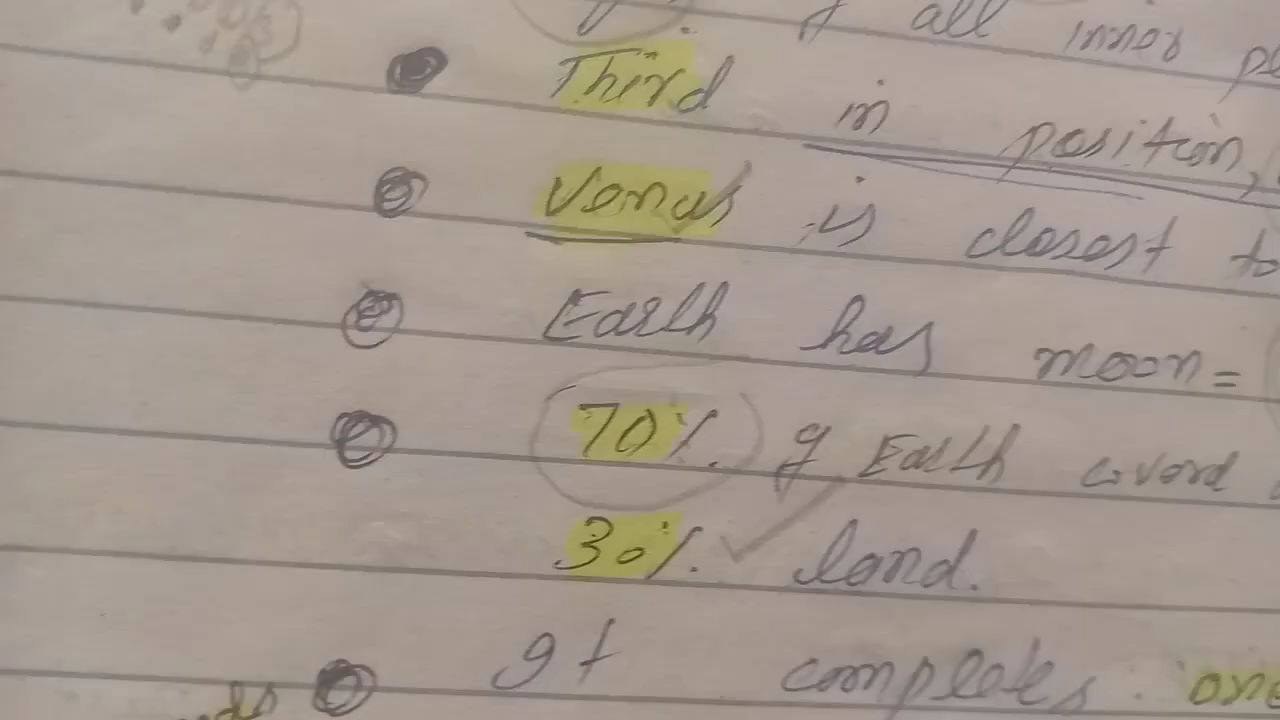 all inner
Third in position,
Venus is closest to
Earth has moon=
70%. of Earth coverd
30%. land.
It completes one